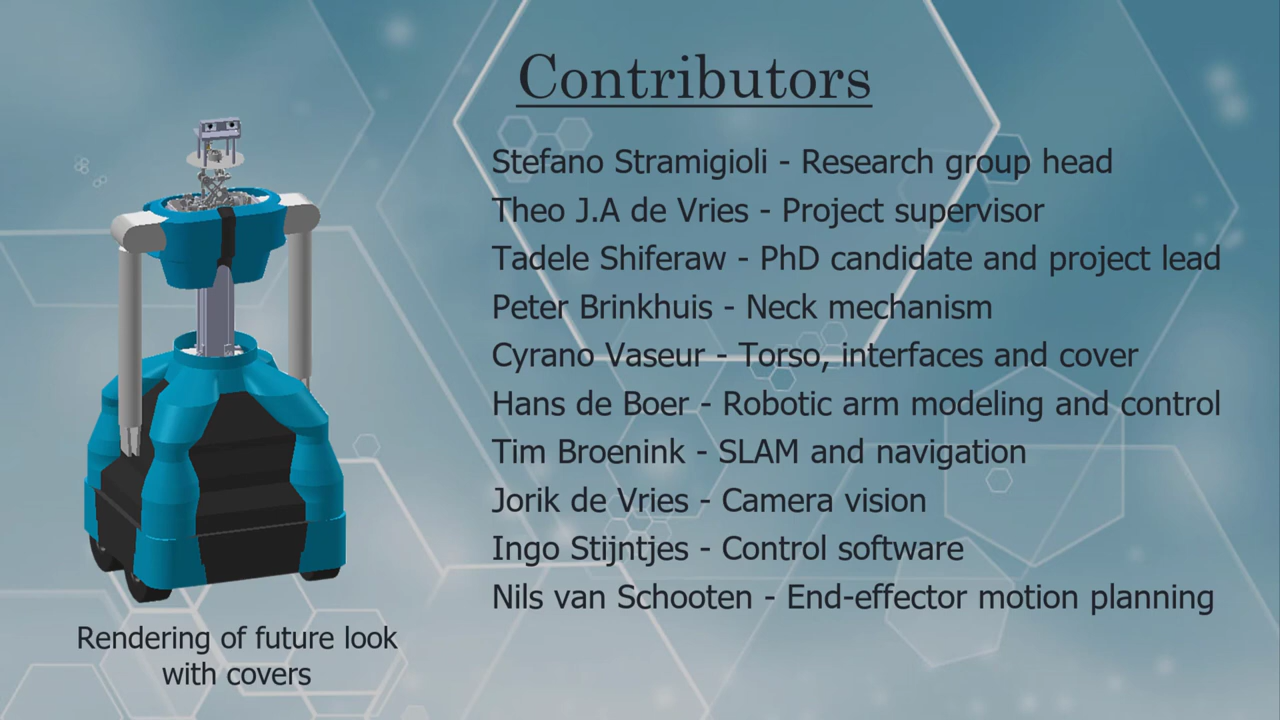 Contributors
Stefano Stramigioli - Research group head
Theo J.A de Vries - Project supervisor
Tadele Shiferaw - PhD candidate and project lead
Peter Brinkhuis - Neck mechanism
Cyrano Vaseur - Torso, interfaces and cover
Hans de Boer - Robotic arm modeling and control
Tim Broenink - SLAM and navigation
Jorik de Vries - Camera vision
Ingo Stijntjes - Control software
Nils van Schooten - End-effector motion planning
Rendering of future look
with covers